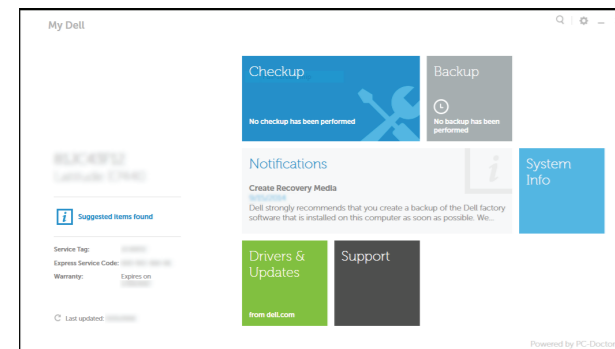 My Dell
Checkup
No checkup has been performed
Backup
No backup has been
performed
Notifications
Create Recovery Media
Dell strongly recommends that you create a backup of the Dell factory
software that is installed on this computer as soon as possible. We...
System
Info
Suggested items found
Service Tag:
Express Service Code:
Warranty: Expires on
Last updated:
Drivers &
Updates
from dell.com
Support
Powered by PC-Doctor